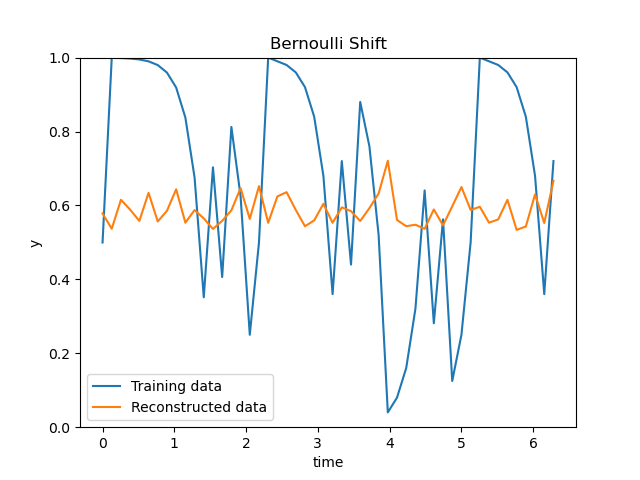 Bernoulli Shift
1.0
0.8
0.6
0.4
0.2
0.0
y
Training data
Reconstructed data
0 1 2 3 4 5 6
time